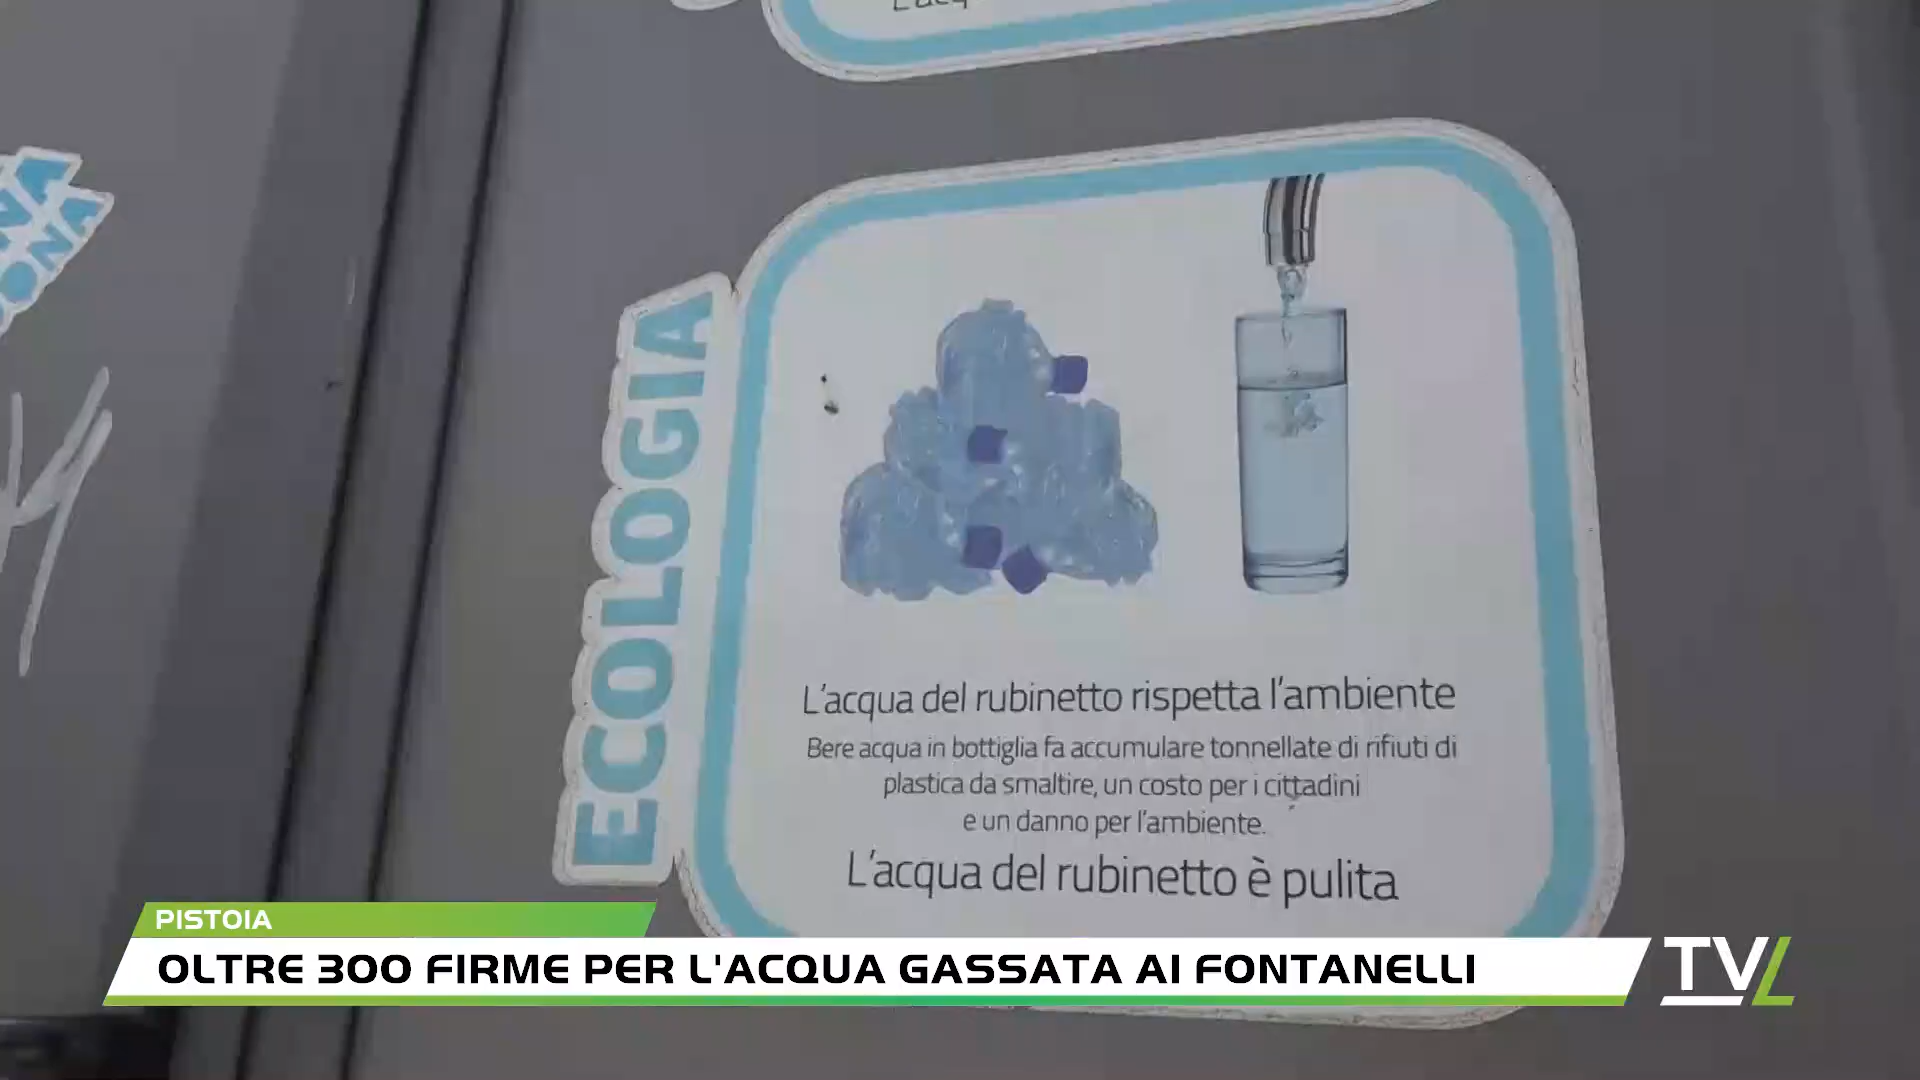 ECOLOGIA
L'acqua del rubinetto rispetta l'ambiente
Bere acqua in bottiglia fa accumulare tonnellate di rifiuti di
plastica da smaltire, un costo per i cittadini
e un danno per l'ambiente.
L'acqua del rubinetto è pulita
PISTOIA
OLTRE 300 FIRME PER L'ACQUA GASSATA AI FONTANELLI
TVL